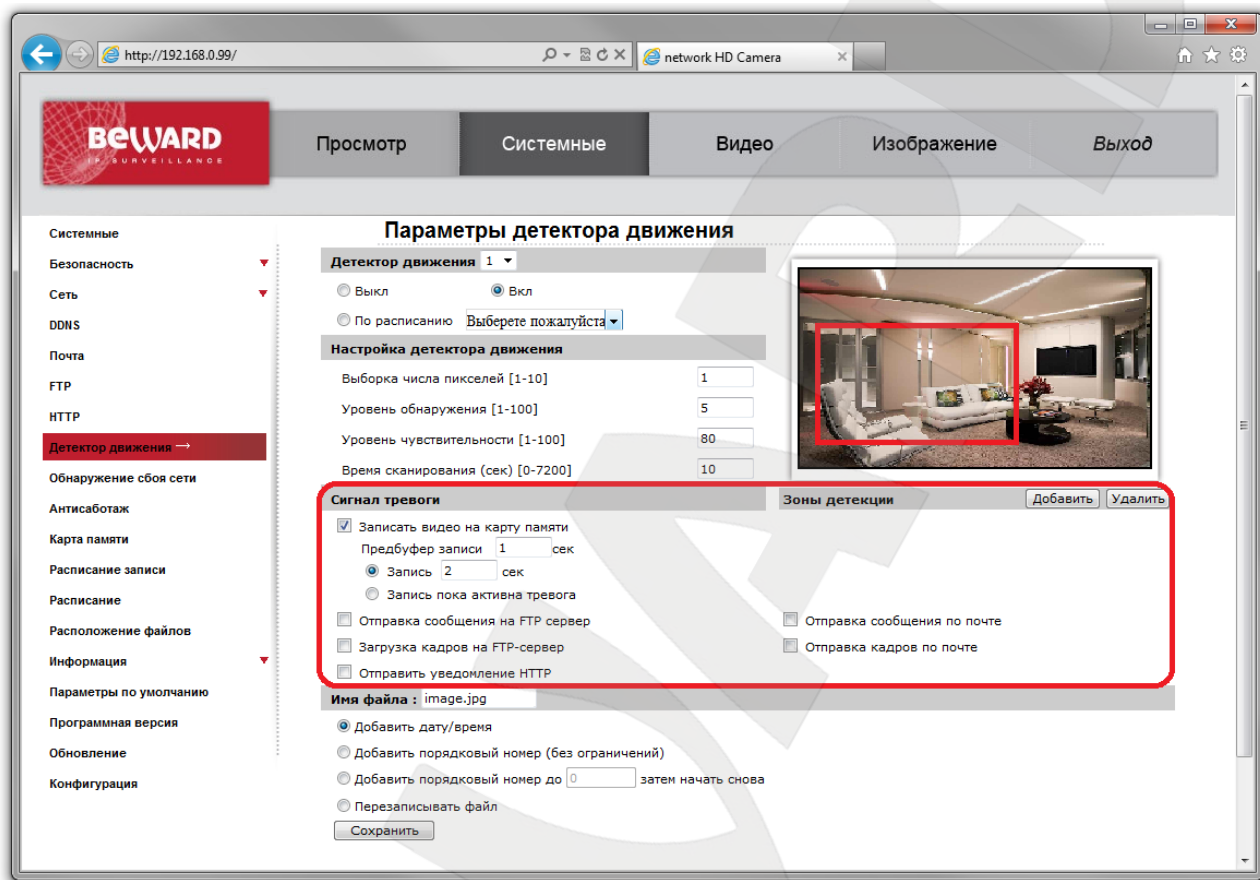 http://192.168.0.99/
network HD Camera
BEWARD
IP SURVEILLANCE
Просмотр
Системные
Видео
Изображение
Выход
Системные
Безопасность
Сеть
DDNS
Почта
FTP
HTTP
Детектор движения →
Обнаружение сбоя сети
Антисаботаж
Карта памяти
Расписание записи
Расписание
Расположение файлов
Информация
Параметры по умолчанию
Программная версия
Обновление
Конфигурация
Параметры детектора движения
Детектор движения 1
Выкл Вкл
По расписанию Выберете пожалуйста
Настройка детектора движения
Выборка числа пикселей [1-10] 1
Уровень обнаружения [1-100] 5
Уровень чувствительности [1-100] 80
Время сканирования (сек) [0-7200] 10
Сигнал тревоги
Зоны детекции Добавить Удалить
Записать видео на карту памяти
Предбуфер записи 1 сек
Запись 2 сек
Запись пока активна тревога
Отправка сообщения на FTP сервер
Отправка сообщения по почте
Загрузка кадров на FTP-сервер
Отправка кадров по почте
Отправить уведомление HTTP
Имя файла : image.jpg
Добавить дату/время
Добавить порядковый номер (без ограничений)
Добавить порядковый номер до 0 затем начать снова
Перезаписывать файл
Сохранить